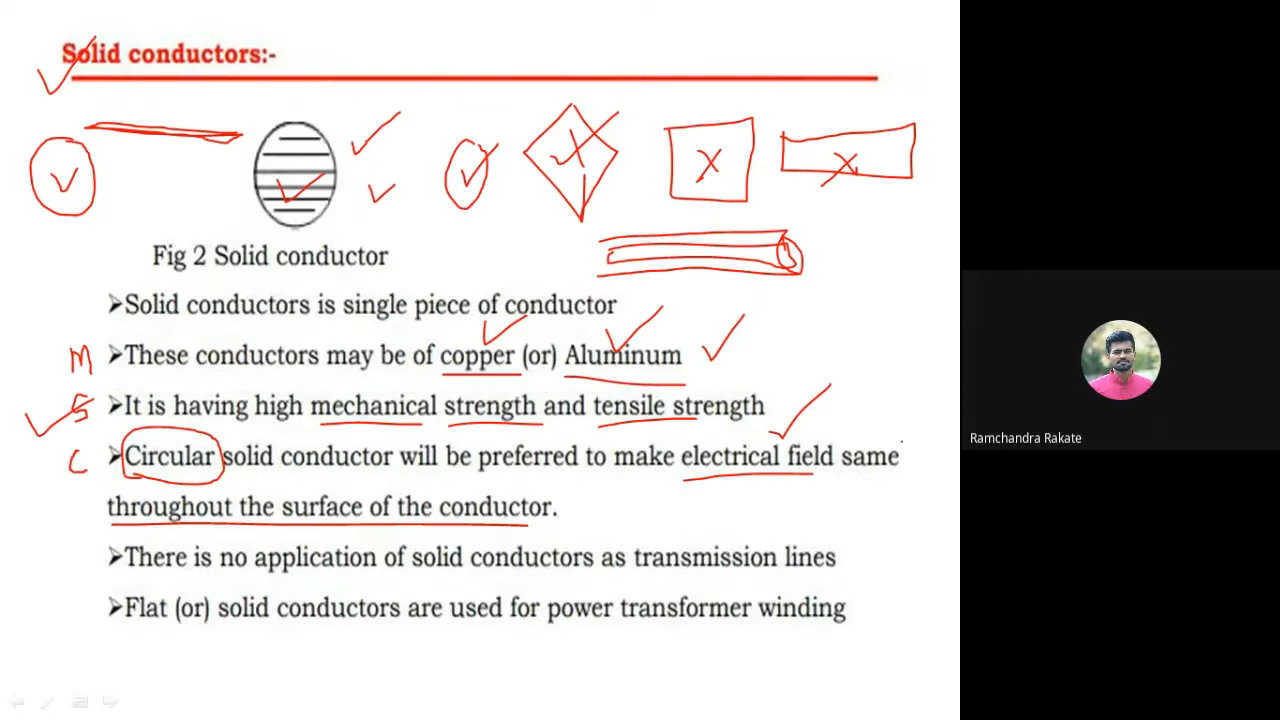 Solid conductors:-
Fig 2 Solid conductor
➢Solid conductors is single piece of conductor
M ➢These conductors may be of copper (or) Aluminum
S ➢It is having high mechanical strength and tensile strength
C ➢Circular solid conductor will be preferred to make electrical field same
throughout the surface of the conductor.
➢There is no application of solid conductors as transmission lines
➢Flat (or) solid conductors are used for power transformer winding
Ramchandra Rakate